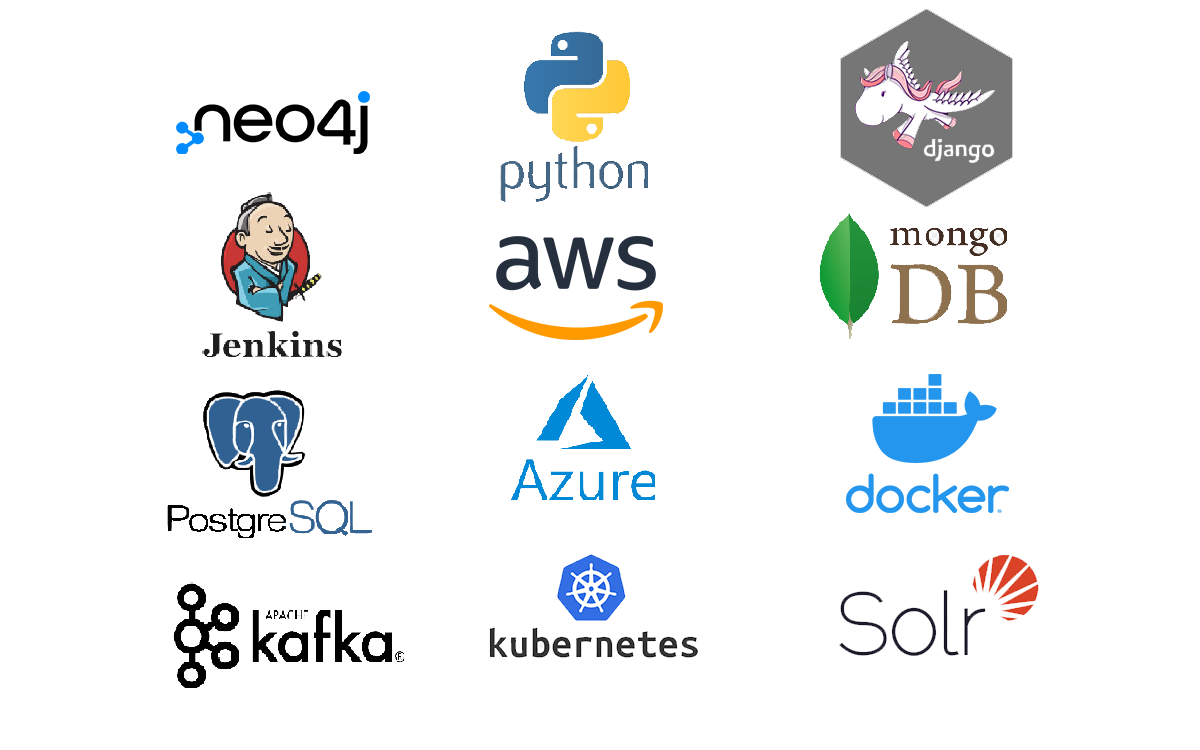 neo4j
python
django
Jenkins
aws
mongo
DB
PostgreSQL
Azure
docker
APACHE
kafka®
kubernetes
Solr